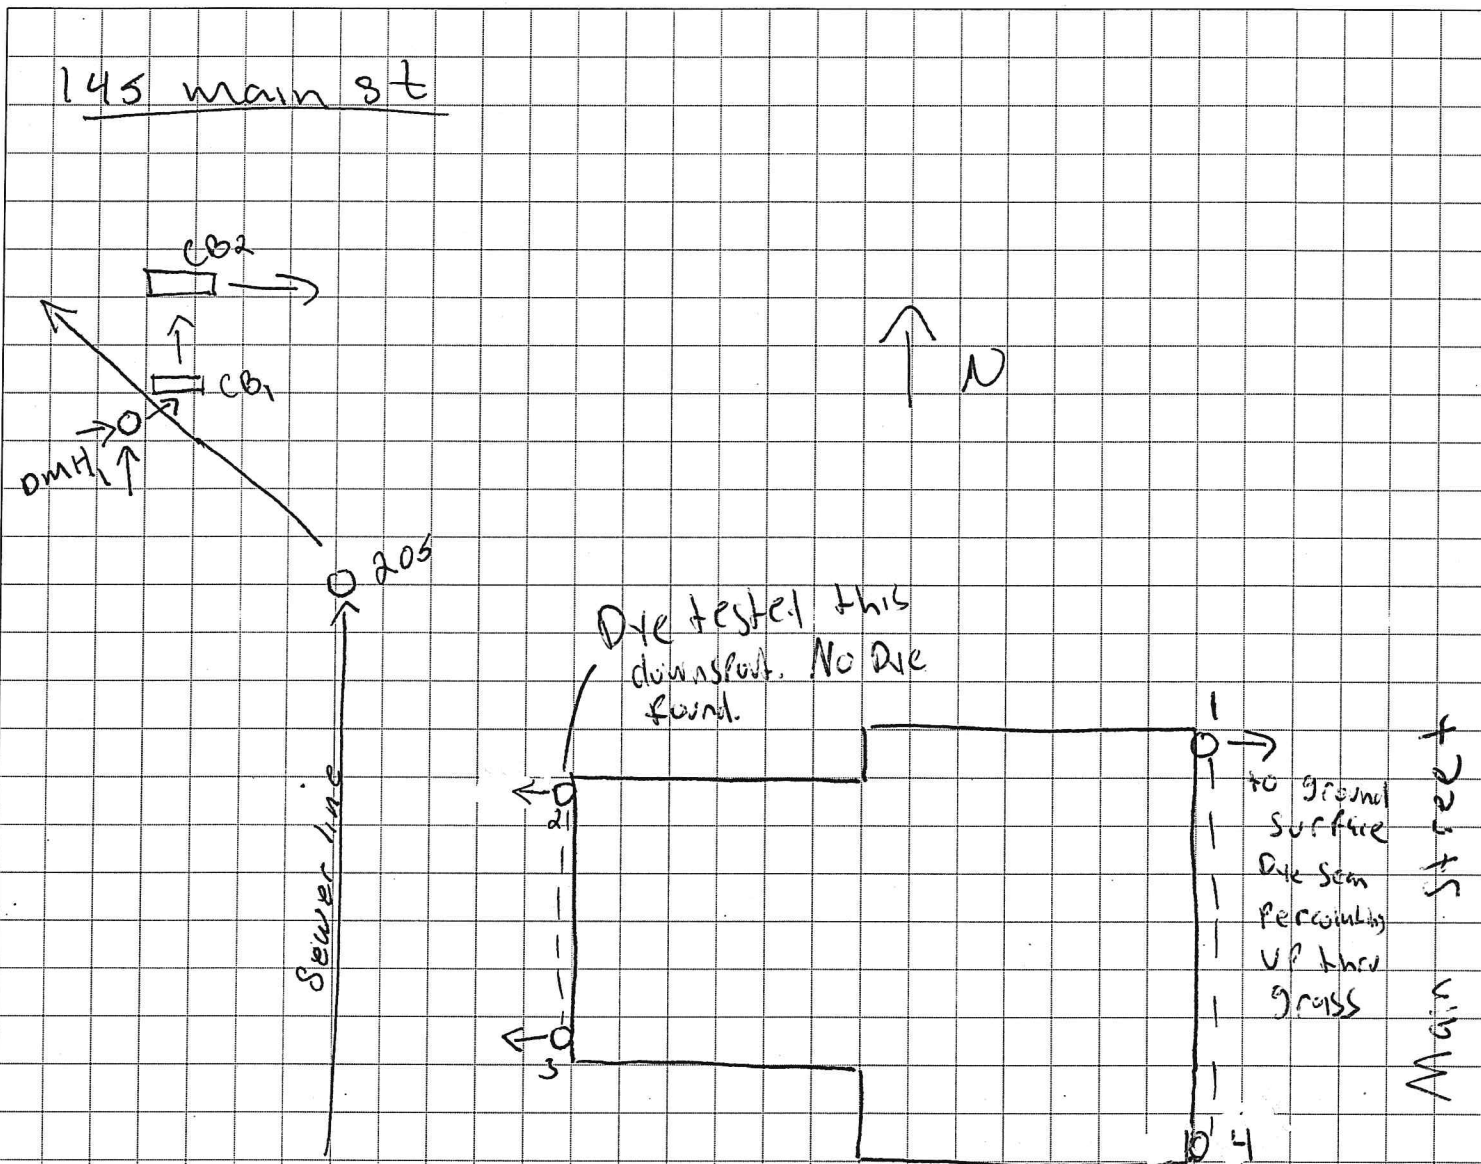 145 main st
CB2
CB1
DMH1
N
205
Dye tested this
downspout. No Dye
found.
1
to ground
surface
Dye seen
percolating
up thru
grass
Main Street
2
Sewer line
3
4